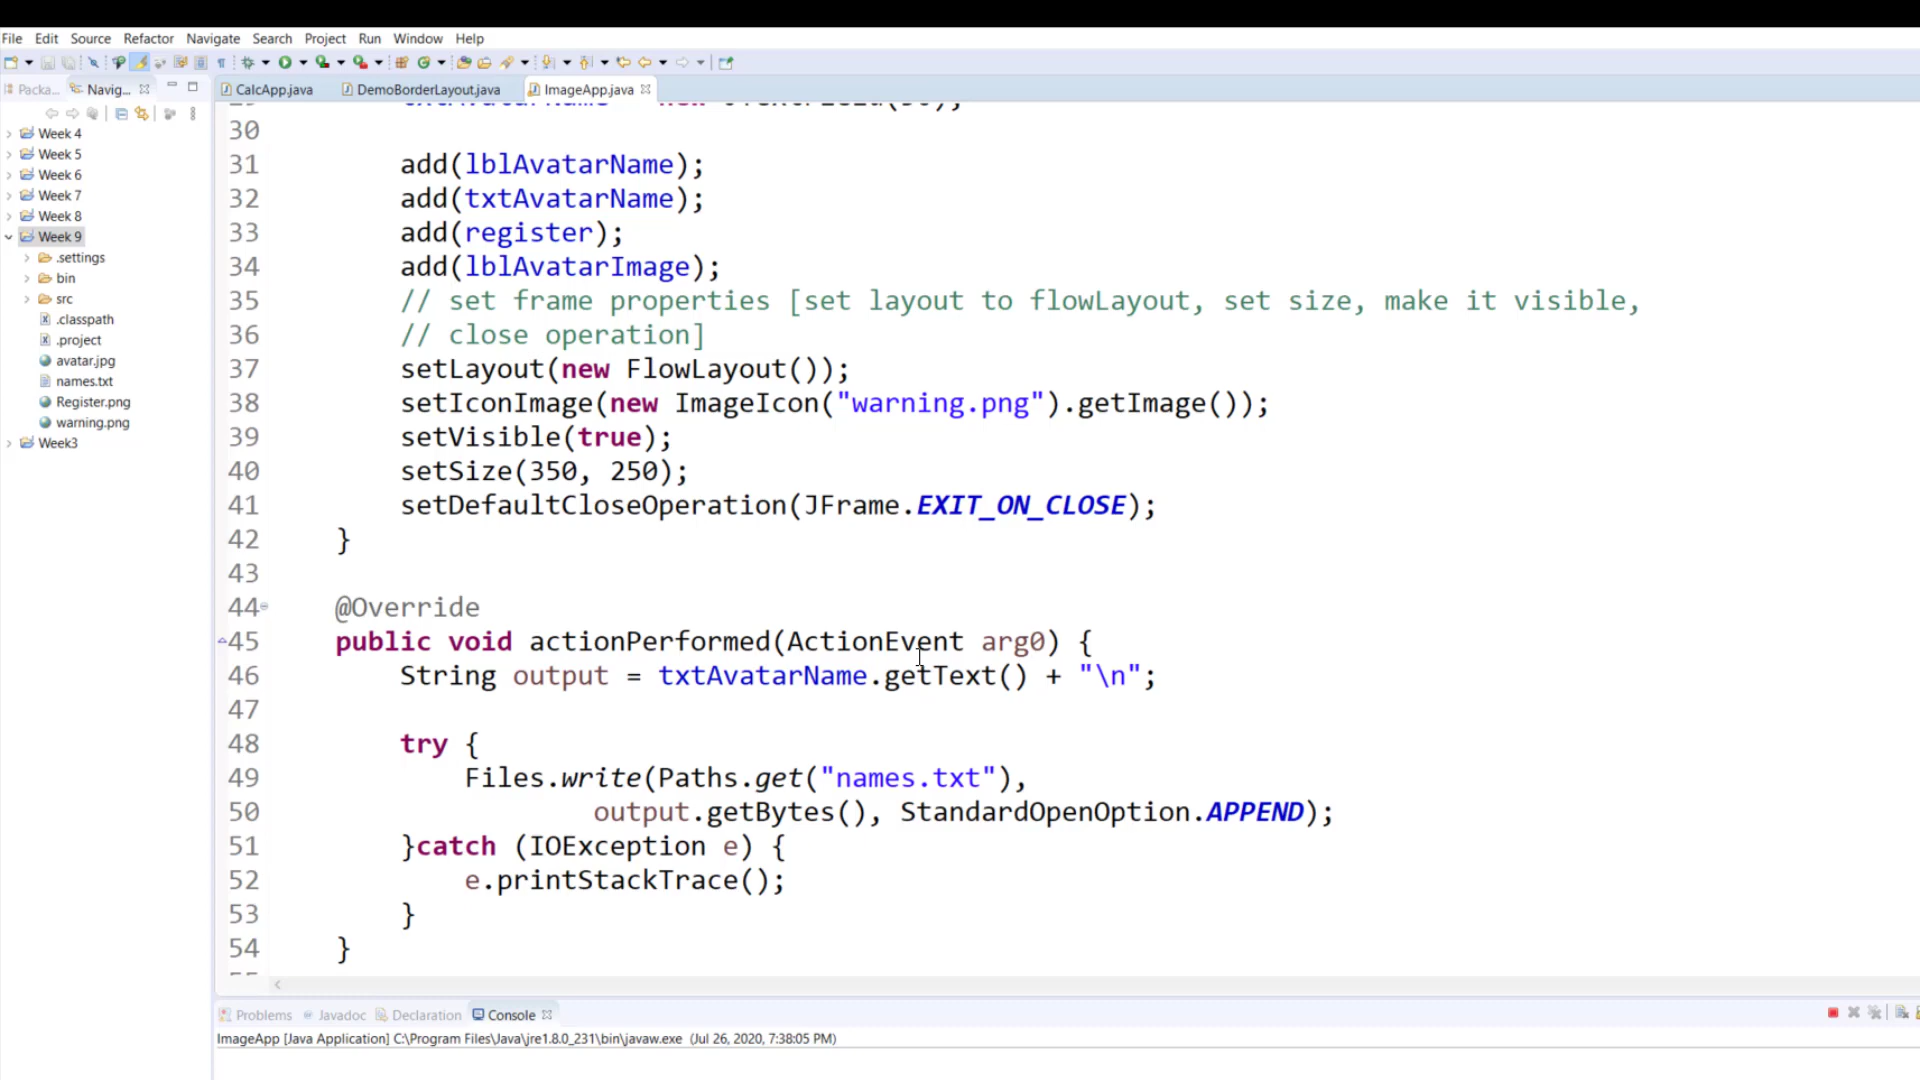 File Edit Source Refactor Navigate Search Project Run Window Help
Packa... Navig...
CalcApp.java DemoBorderLayout.java ImageApp.java
Week 4
Week 5
Week 6
Week 7
Week 8
Week 9
.settings
bin
src
.classpath
.project
avatar.jpg
names.txt
Register.png
warning.png
Week3
30
31 add(lblAvatarName);
32 add(txtAvatarName);
33 add(register);
34 add(lblAvatarImage);
35 // set frame properties [set layout to flowLayout, set size, make it visible,
36 // close operation]
37 setLayout(new FlowLayout());
38 setIconImage(new ImageIcon("warning.png").getImage());
39 setVisible(true);
40 setSize(350, 250);
41 setDefaultCloseOperation(JFrame.EXIT_ON_CLOSE);
42 }
43
44 @Override
45 public void actionPerformed(ActionEvent arg0) {
46 String output = txtAvatarName.getText() + "\n";
47
48 try {
49 Files.write(Paths.get("names.txt"),
50 output.getBytes(), StandardOpenOption.APPEND);
51 }catch (IOException e) {
52 e.printStackTrace();
53 }
54 }
Problems Javadoc Declaration Console
ImageApp [Java Application] C:\Program Files\Java\jre1.8.0_231\bin\javaw.exe (Jul 26, 2020, 7:38:05 PM)